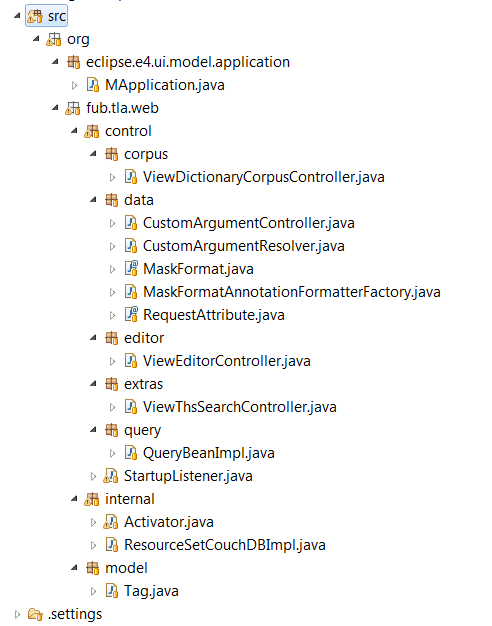 src
org
eclipse.e4.ui.model.application
MApplication.java
fub.tla.web
control
corpus
ViewDictionaryCorpusController.java
data
CustomArgumentController.java
CustomArgumentResolver.java
MaskFormat.java
MaskFormatAnnotationFormatterFactory.java
RequestAttribute.java
editor
ViewEditorController.java
extras
ViewThsSearchController.java
query
QueryBeanImpl.java
StartupListener.java
internal
Activator.java
ResourceSetCouchDBImpl.java
model
Tag.java
.settings